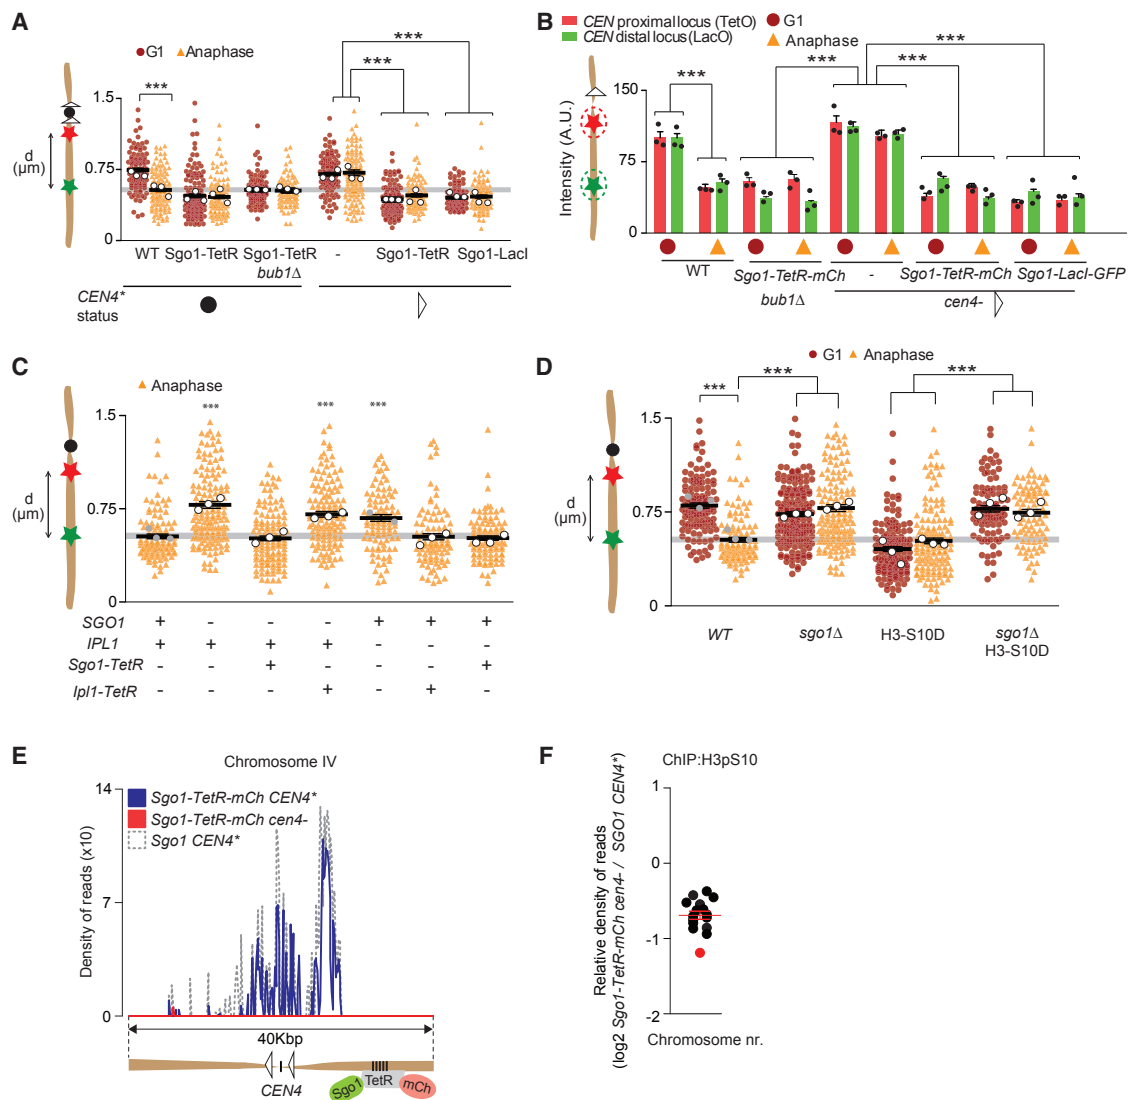 A
G1 Anaphase
***
***
***
1.5
0.75
0
d
(μm)
WT Sgo1-TetR Sgo1-TetR - Sgo1-TetR Sgo1-LacI
bub1Δ
CEN4*
status
B
CEN proximal locus (TetO)
CEN distal locus (LacO)
G1
Anaphase
***
***
***
***
150
75
0
Intensity (A.U.)
WT
Sgo1-TetR-mCh - Sgo1-TetR-mCh Sgo1-LacI-GFP
bub1Δ cen4-
C
Anaphase
*** *** ***
1.5
0.75
0
d
(μm)
SGO1 + - - - + + +
IPL1 + + + + - - -
Sgo1-TetR - - + - - - +
Ipl1-TetR - - - + - + -
D
G1 Anaphase
***
***
***
1.5
0.75
0
d
(μm)
WT sgo1Δ H3-S10D sgo1Δ
H3-S10D
E
Chromosome IV
Sgo1-TetR-mCh CEN4*
Sgo1-TetR-mCh cen4-
Sgo1 CEN4*
14
7
0
Density of reads (x10)
40Kbp
CEN4
Sgo1 TetR mCh
F
ChIP:H3pS10
1
0
-1
-2
Relative density of reads
(log2 Sgo1-TetR-mCh cen4- / SGO1 CEN4*)
Chromosome nr.